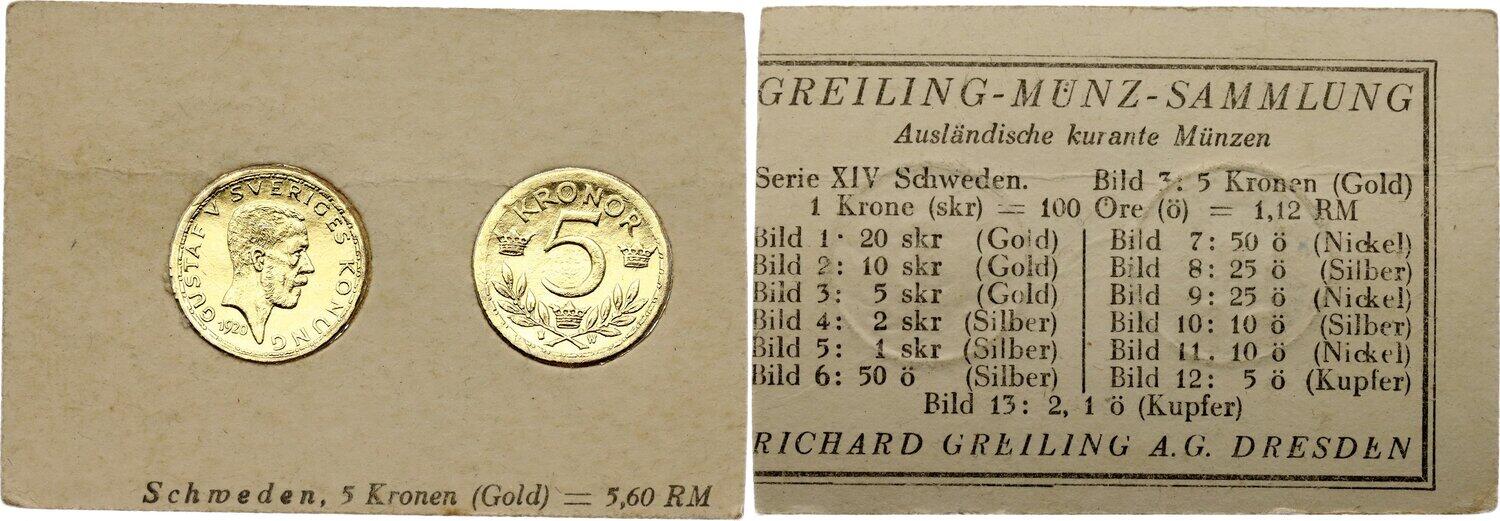 GUSTAF V SVERIGES KONUNG
1920
KRONOR
5
W
Schweden, 5 Kronen (Gold) = 5,60 RM
GREILING-MÜNZ-SAMMLUNG
Ausländische kurante Münzen
Serie XIV Schweden. Bild 3: 5 Kronen (Gold)
1 Krone (skr) = 100 Öre (ö) = 1,12 RM
Bild 1· 20 skr (Gold)
Bild 2: 10 skr (Gold)
Bild 3: 5 skr (Gold)
Bild 4: 2 skr (Silber)
Bild 5: 1 skr (Silber)
Bild 6: 50 ö (Silber)
Bild 7: 50 ö (Nickel)
Bild 8: 25 ö (Silber)
Bild 9: 25 ö (Nickel)
Bild 10: 10 ö (Silber)
Bild 11. 10 ö (Nickel)
Bild 12: 5 ö (Kupfer)
Bild 13: 2, 1 ö (Kupfer)
RICHARD GREILING A.G. DRESDEN